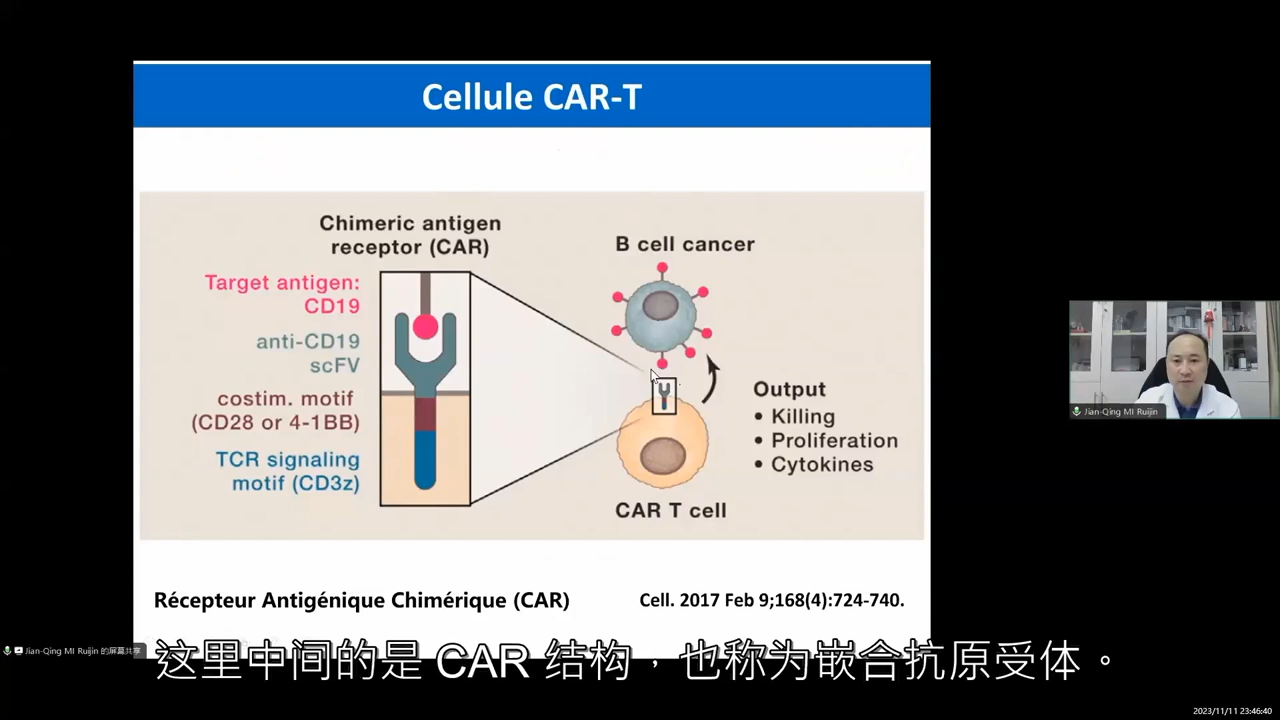 Cellule CAR-T
Chimeric antigen
receptor (CAR)
Target antigen:
CD19
anti-CD19
scFV
costim. motif
(CD28 or 4-1BB)
TCR signaling
motif (CD3z)
B cell cancer
Output
• Killing
• Proliferation
• Cytokines
CAR T cell
Récepteur Antigénique Chimérique (CAR)
Cell. 2017 Feb 9;168(4):724-740.
Jian-Qing MI Ruijin
Jian-Qing MI Ruijin 的屏幕共享
这里中间的是 CAR 结构，也称为嵌合抗原受体。
2023/11/11 23:46:40